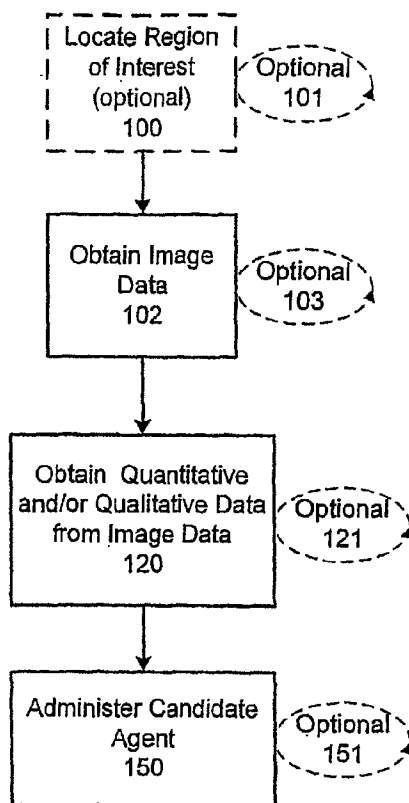 Locate Region
of Interest
(optional)
100
Optional
101
Obtain Image
Data
102
Optional
103
Obtain Quantitative
and/or Qualitative Data
from Image Data
120
Optional
121
Administer Candidate
Agent
150
Optional
151